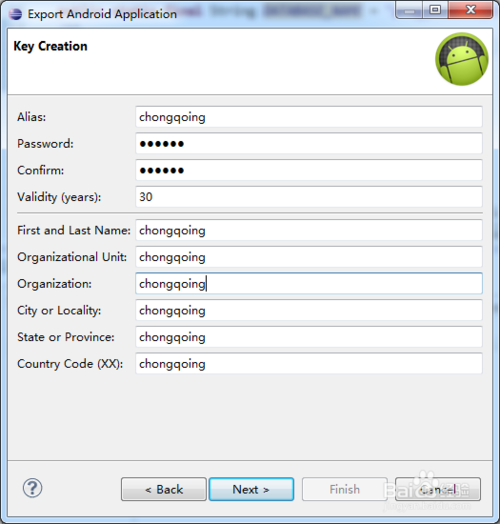 Export Android Application
Key Creation
Alias: chongqoing
Password: ●●●●●●
Confirm: ●●●●●●
Validity (years): 30
First and Last Name: chongqoing
Organizational Unit: chongqoing
Organization: chongqoing
City or Locality: chongqoing
State or Province: chongqoing
Country Code (XX): chongqoing
? < Back Next > Finish Cancel